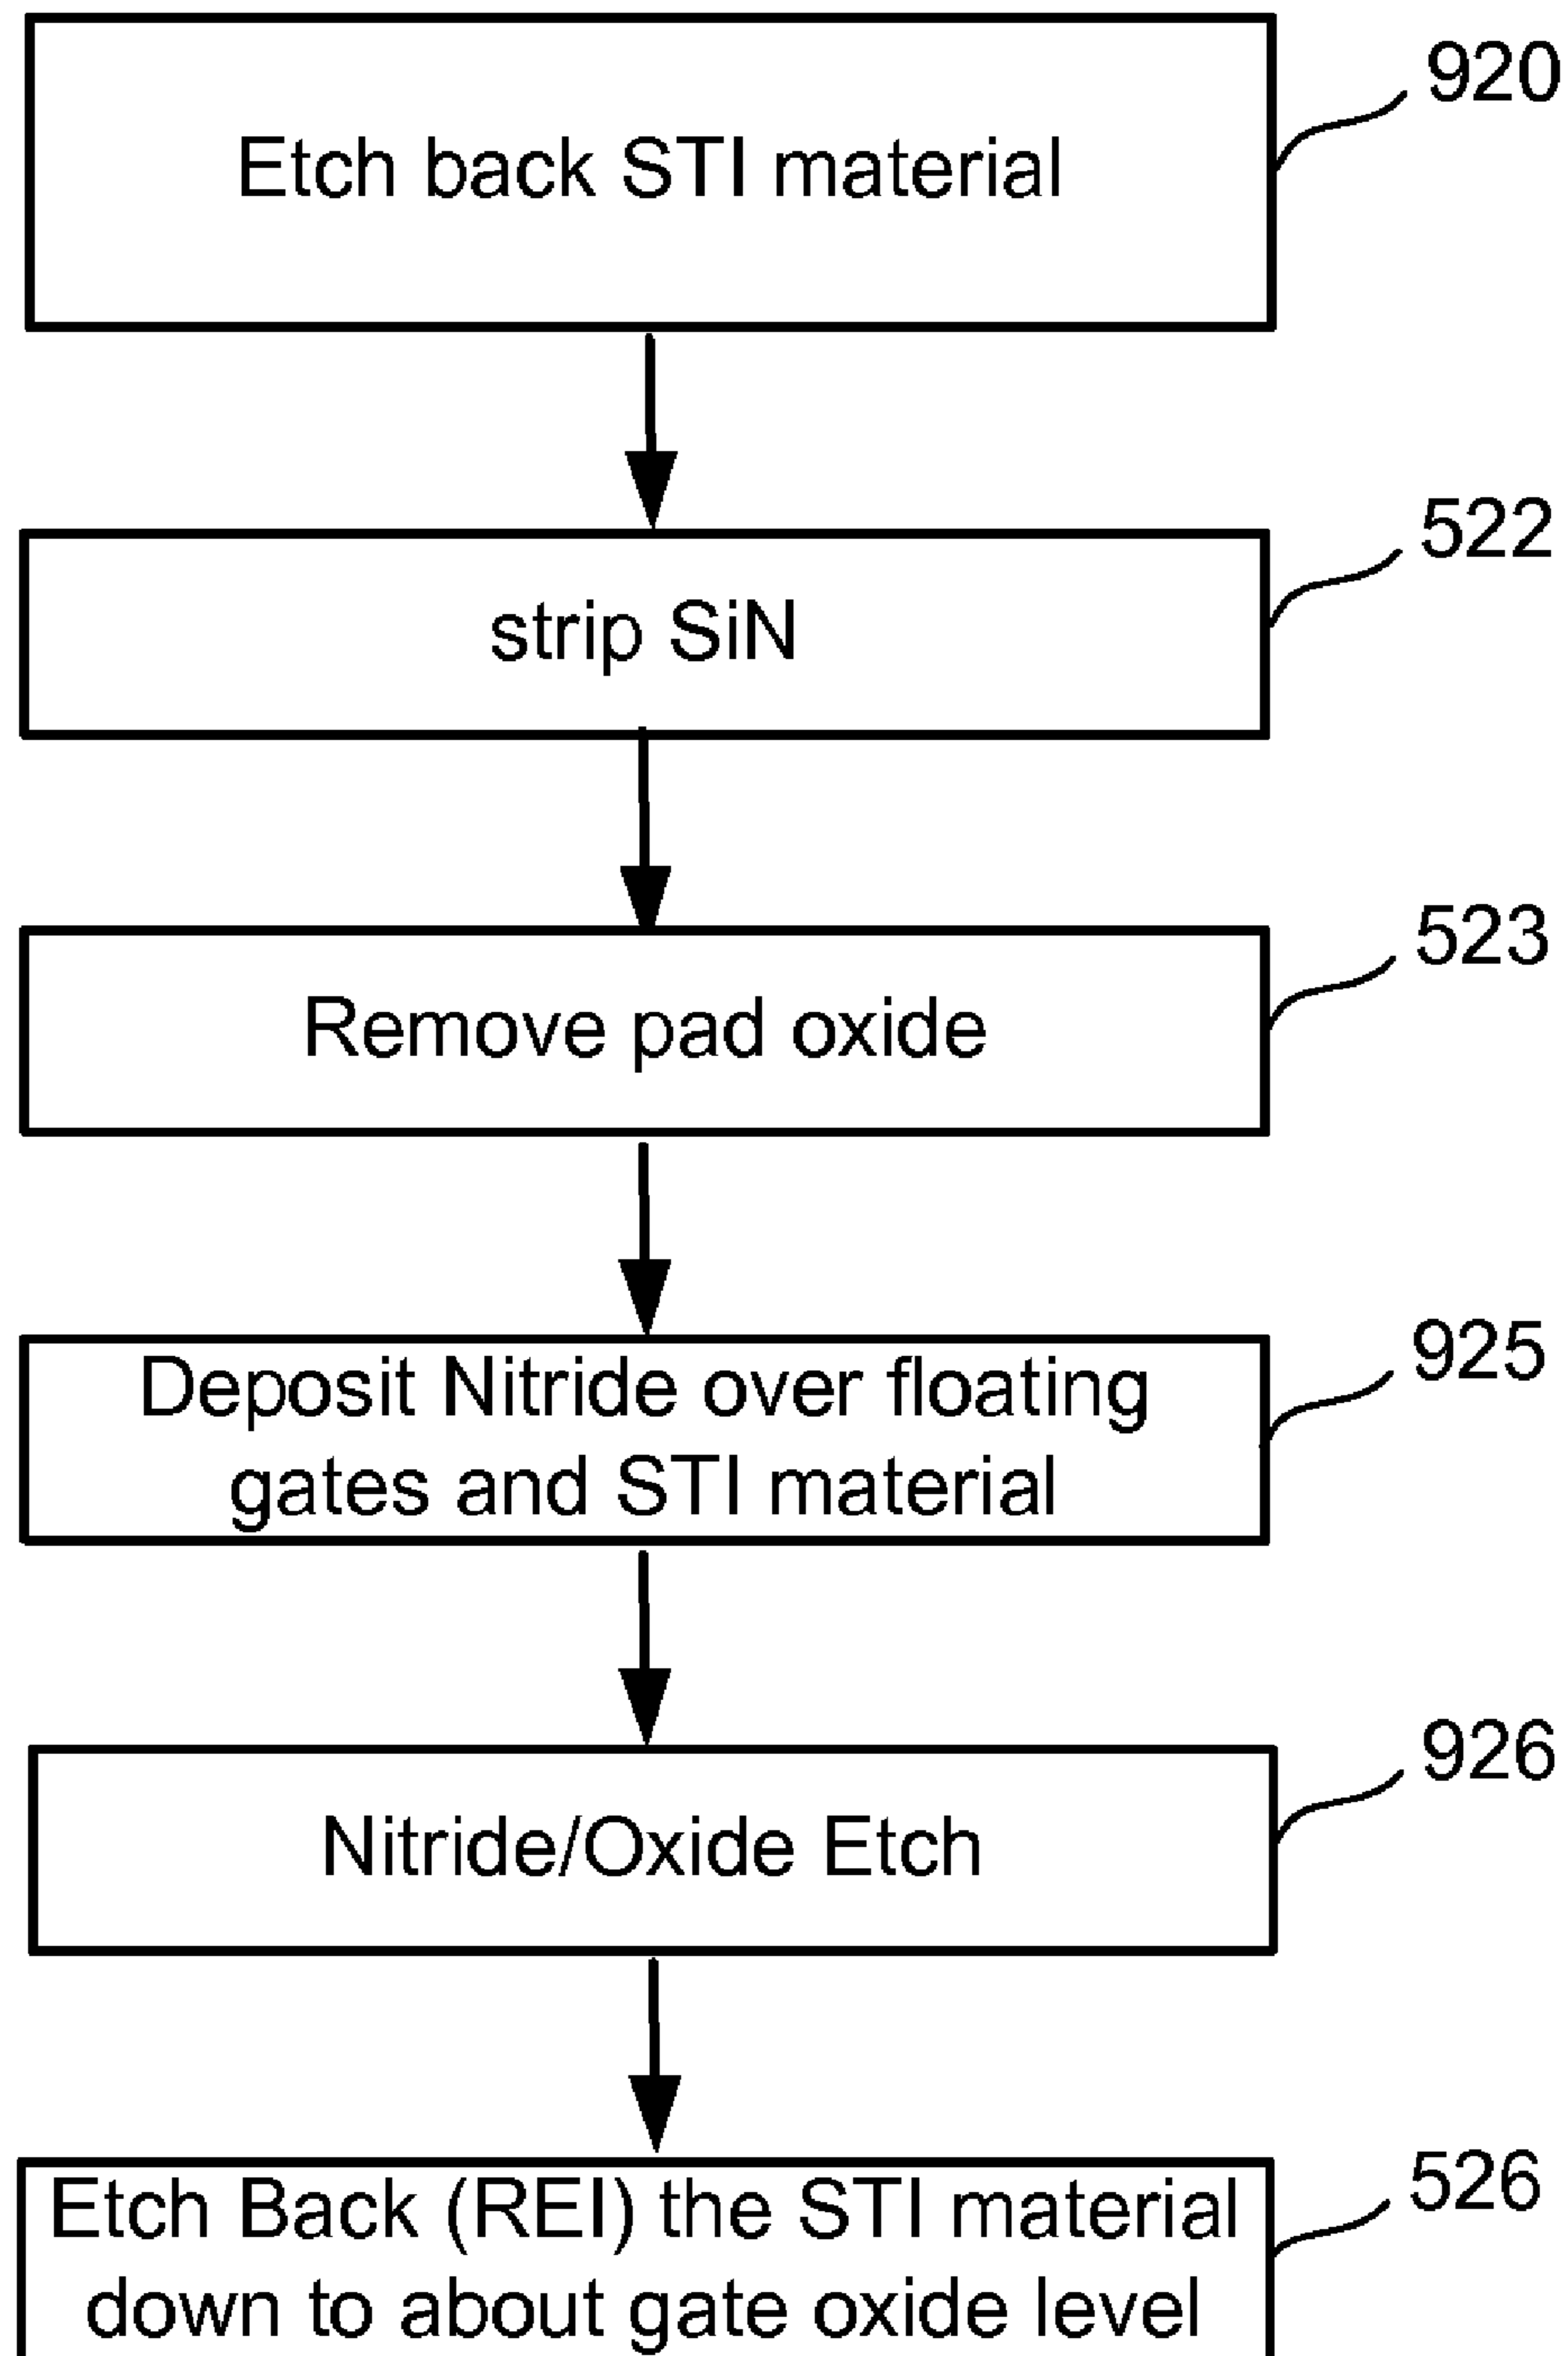 920
Etch back STI material
522
strip SiN
523
Remove pad oxide
925
Deposit Nitride over floating
gates and STI material
926
Nitride/Oxide Etch
526
Etch Back (REI) the STI material
down to about gate oxide level